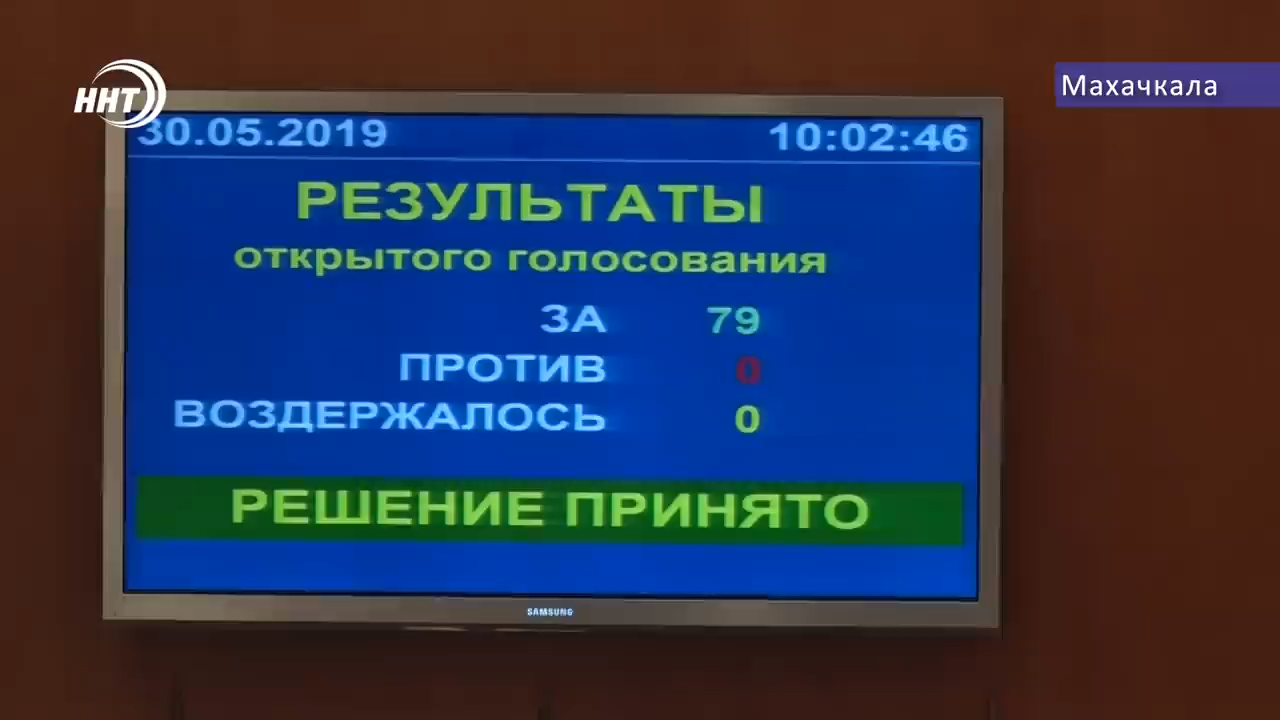 ННТ
Махачкала
30.05.2019 10:02:46
РЕЗУЛЬТАТЫ
открытого голосования
ЗА 79
ПРОТИВ 0
ВОЗДЕРЖАЛОСЬ 0
РЕШЕНИЕ ПРИНЯТО
SAMSUNG